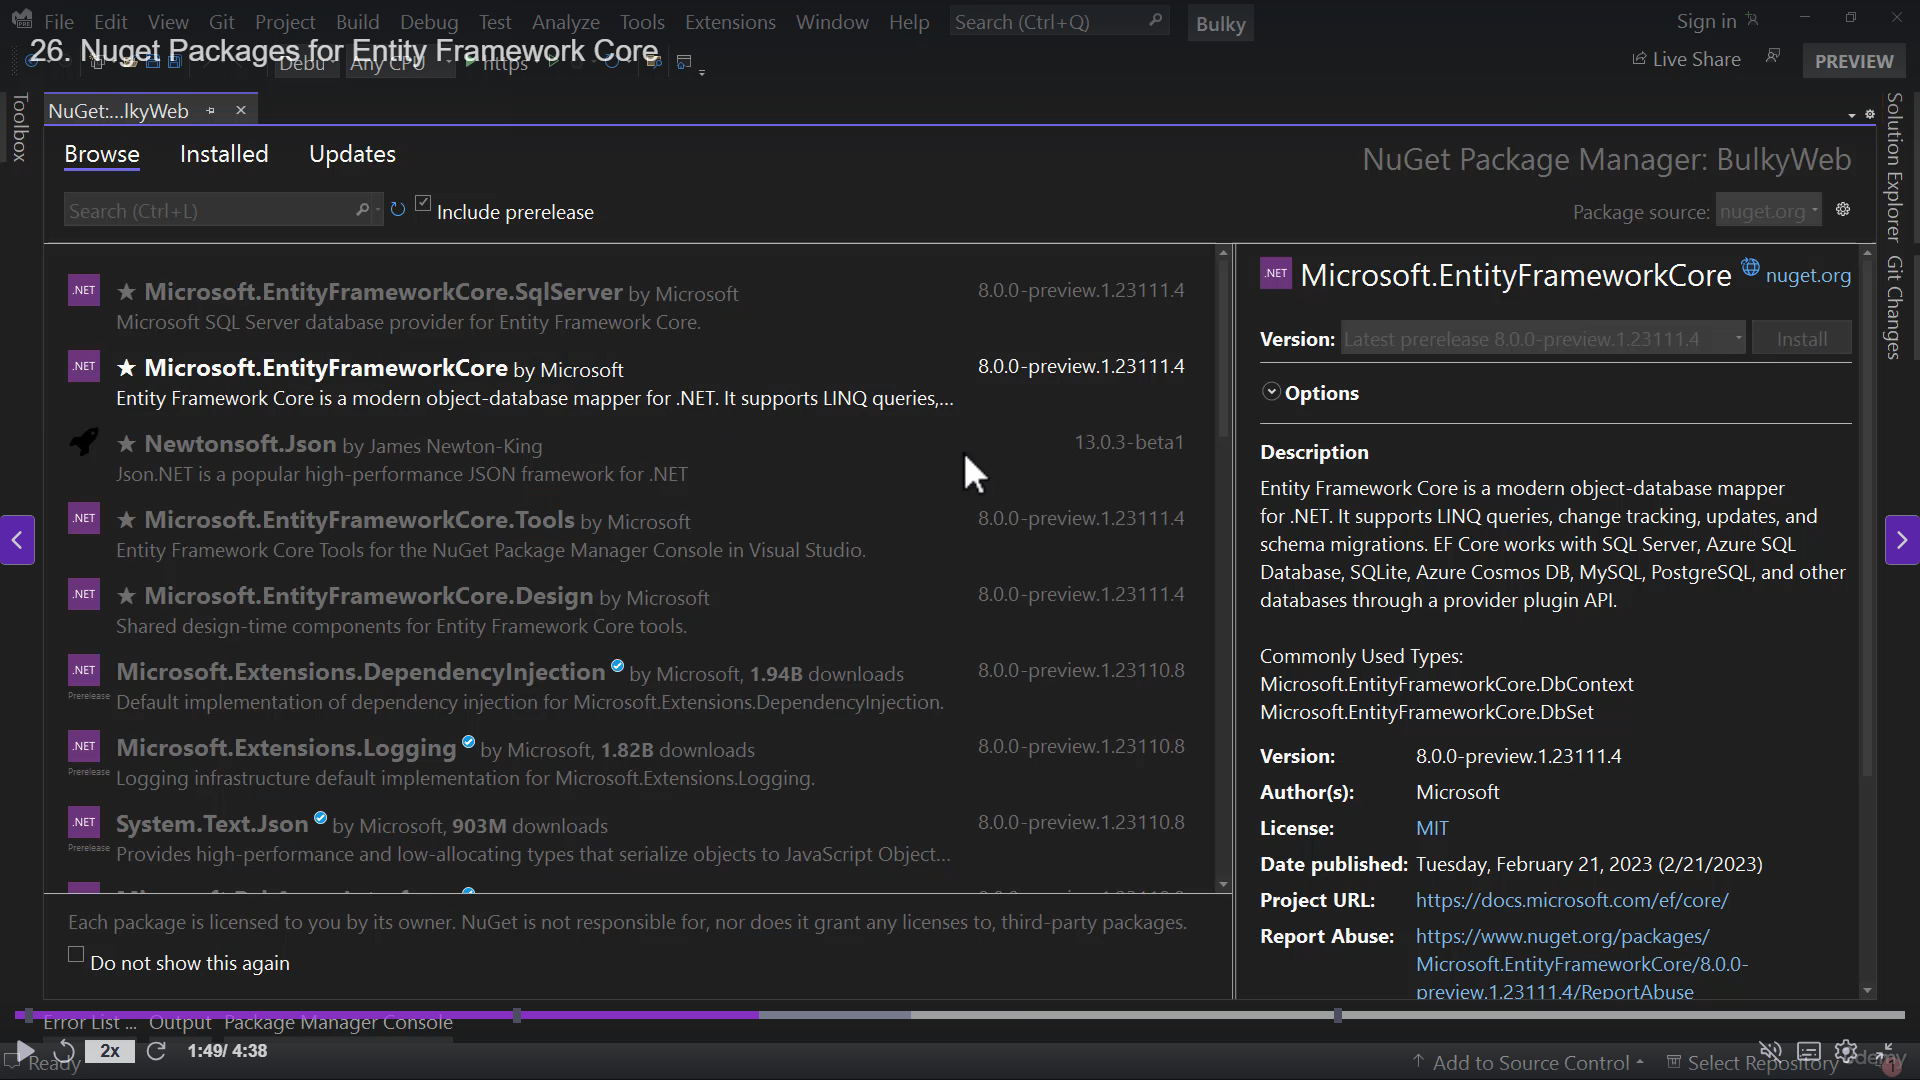 File Edit View Git Project Build Debug Test Analyze Tools Extensions Window Help Search (Ctrl+Q) Bulky Sign in
26. Nuget Packages for Entity Framework Core
Debu Any CPU https Live Share PREVIEW
Toolbox
NuGet:...lkyWeb
Browse Installed Updates
NuGet Package Manager: BulkyWeb
Search (Ctrl+L) Include prerelease
Package source: nuget.org
.NET Microsoft.EntityFrameworkCore.SqlServer by Microsoft 8.0.0-preview.1.23111.4
Microsoft SQL Server database provider for Entity Framework Core.
.NET Microsoft.EntityFrameworkCore by Microsoft 8.0.0-preview.1.23111.4
Entity Framework Core is a modern object-database mapper for .NET. It supports LINQ queries,...
Newtonsoft.Json by James Newton-King 13.0.3-beta1
Json.NET is a popular high-performance JSON framework for .NET
.NET Microsoft.EntityFrameworkCore.Tools by Microsoft 8.0.0-preview.1.23111.4
Entity Framework Core Tools for the NuGet Package Manager Console in Visual Studio.
.NET Microsoft.EntityFrameworkCore.Design by Microsoft 8.0.0-preview.1.23111.4
Shared design-time components for Entity Framework Core tools.
.NET Microsoft.Extensions.DependencyInjection by Microsoft, 1.94B downloads 8.0.0-preview.1.23110.8
Prerelease Default implementation of dependency injection for Microsoft.Extensions.DependencyInjection.
.NET Microsoft.Extensions.Logging by Microsoft, 1.82B downloads 8.0.0-preview.1.23110.8
Prerelease Logging infrastructure default implementation for Microsoft.Extensions.Logging.
.NET System.Text.Json by Microsoft, 903M downloads 8.0.0-preview.1.23110.8
Prerelease Provides high-performance and low-allocating types that serialize objects to JavaScript Object...
Each package is licensed to you by its owner. NuGet is not responsible for, nor does it grant any licenses to, third-party packages.
Do not show this again
.NET Microsoft.EntityFrameworkCore nuget.org
Version: Latest prerelease 8.0.0-preview.1.23111.4 Install
Options
Description
Entity Framework Core is a modern object-database mapper
for .NET. It supports LINQ queries, change tracking, updates, and
schema migrations. EF Core works with SQL Server, Azure SQL
Database, SQLite, Azure Cosmos DB, MySQL, PostgreSQL, and other
databases through a provider plugin API.
Commonly Used Types:
Microsoft.EntityFrameworkCore.DbContext
Microsoft.EntityFrameworkCore.DbSet
Version: 8.0.0-preview.1.23111.4
Author(s): Microsoft
License: MIT
Date published: Tuesday, February 21, 2023 (2/21/2023)
Project URL: https://docs.microsoft.com/ef/core/
Report Abuse: https://www.nuget.org/packages/
Microsoft.EntityFrameworkCore/8.0.0-
preview.1.23111.4/ReportAbuse
Solution Explorer
Git Changes
Error List ... Output Package Manager Console
2x 1:49/ 4:38
Ready Add to Source Control Select Repository 1